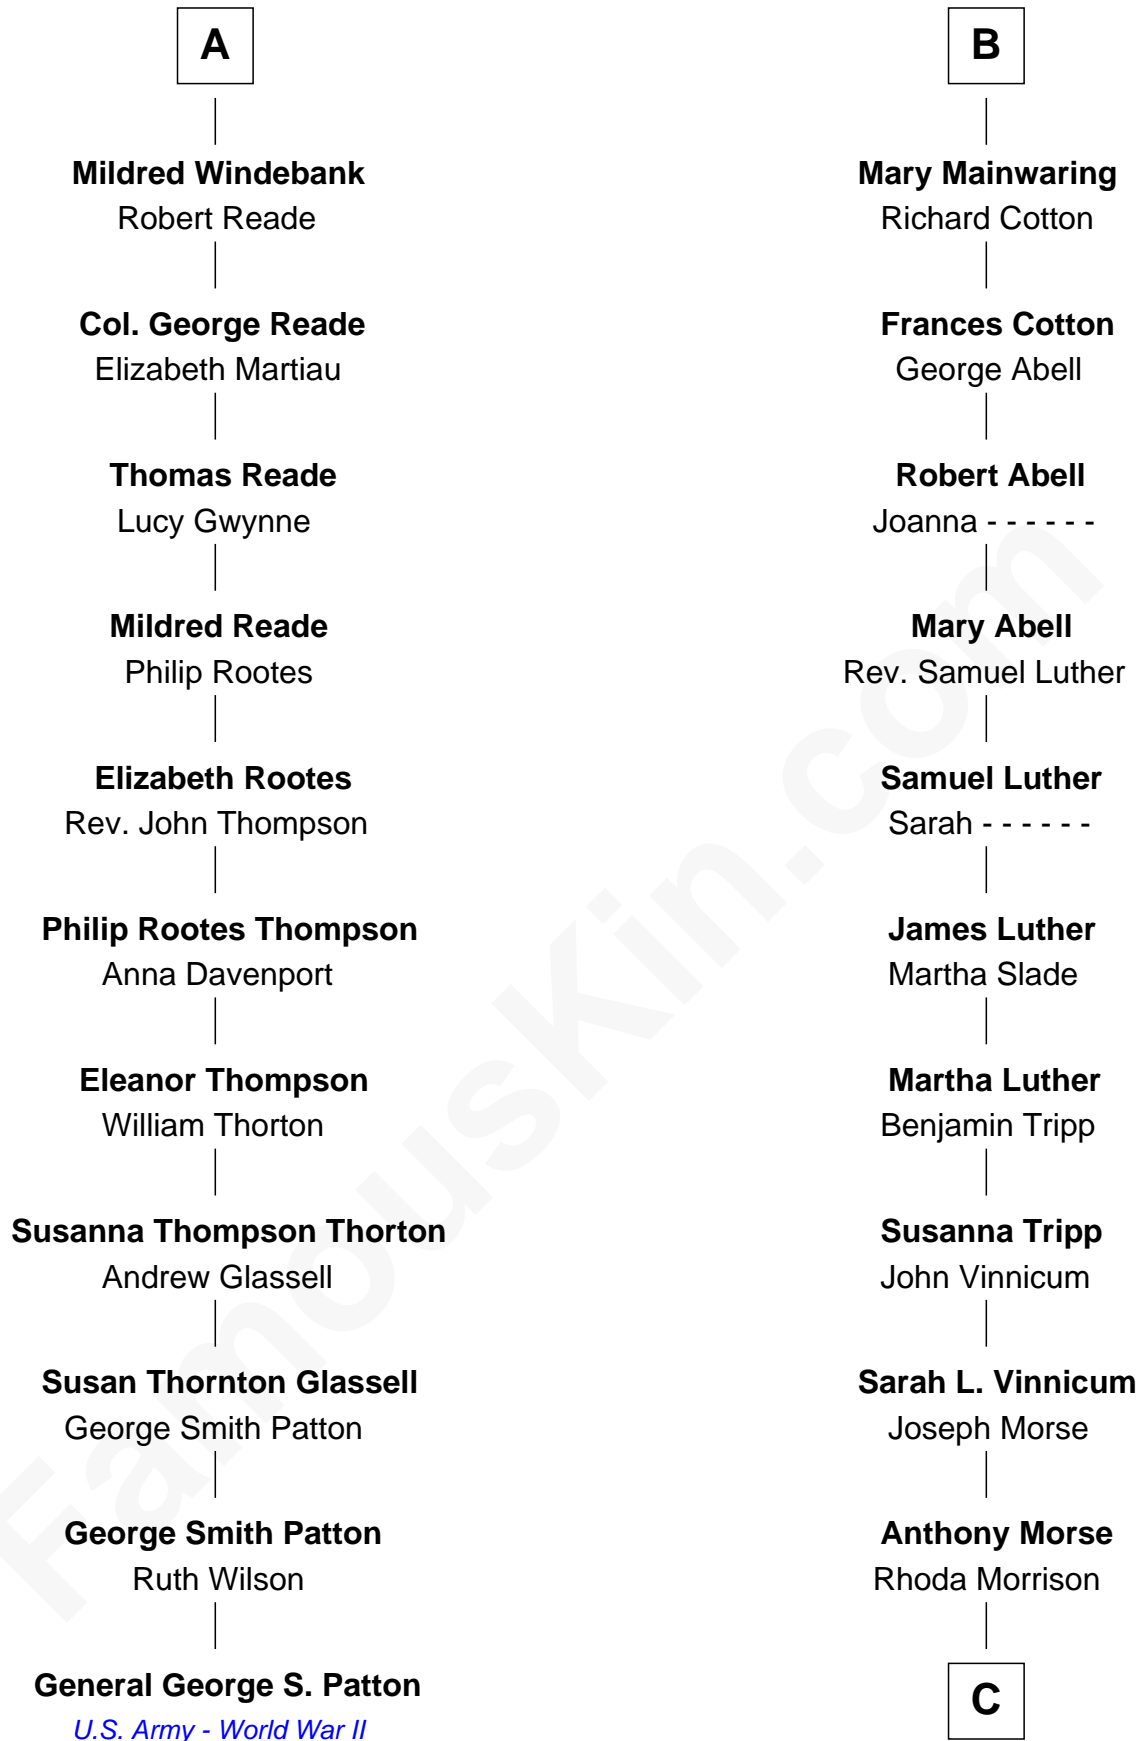 A
Mildred Windebank
Robert Reade
Col. George Reade
Elizabeth Martiau
Thomas Reade
Lucy Gwynne
Mildred Reade
Philip Rootes
Elizabeth Rootes
Rev. John Thompson
Philip Rootes Thompson
Anna Davenport
Eleanor Thompson
William Thorton
Susanna Thompson Thorton
Andrew Glassell
Susan Thornton Glassell
George Smith Patton
George Smith Patton
Ruth Wilson
General George S. Patton
U.S. Army - World War II
B
Mary Mainwaring
Richard Cotton
Frances Cotton
George Abell
Robert Abell
Joanna - - - - - -
Mary Abell
Rev. Samuel Luther
Samuel Luther
Sarah - - - - - -
James Luther
Martha Slade
Martha Luther
Benjamin Tripp
Susanna Tripp
John Vinnicum
Sarah L. Vinnicum
Joseph Morse
Anthony Morse
Rhoda Morrison
C
FamousKin.com